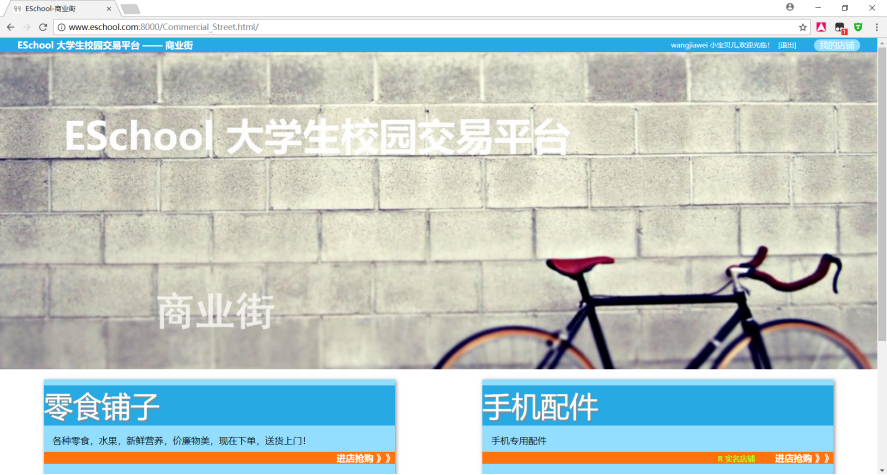 ESchool-商业街
www.eschool.com:8000/Commercial_Street.html/
ESchool 大学生校园交易平台 —— 商业街
wangjiawei 小宝贝儿,欢迎光临! [退出] 我的店铺
ESchool 大学生校园交易平台
商业街
零食铺子
各种零食，水果，新鲜营养，价廉物美，现在下单，送货上门！
进店抢购 》》
手机配件
手机专用配件
R 实名店铺 进店抢购 》》